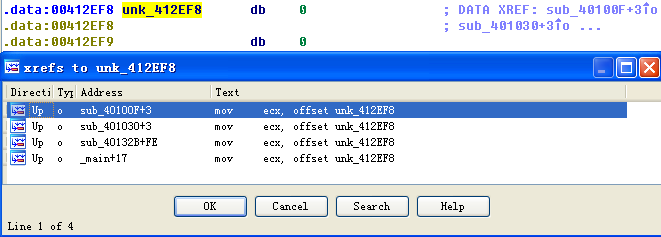 .data:00412EF8 unk_412EF8 db 0 ; DATA XREF: sub_40100F+3îo
.data:00412EF8 ; sub_401030+3îo ...
.data:00412EF9 db 0
xrefs to unk_412EF8
Directi Typ Address Text
Up o sub_40100F+3 mov ecx, offset unk_412EF8
Up o sub_401030+3 mov ecx, offset unk_412EF8
Up o sub_40132B+FE mov ecx, offset unk_412EF8
Up o _main+17 mov ecx, offset unk_412EF8
OK Cancel Search Help
Line 1 of 4